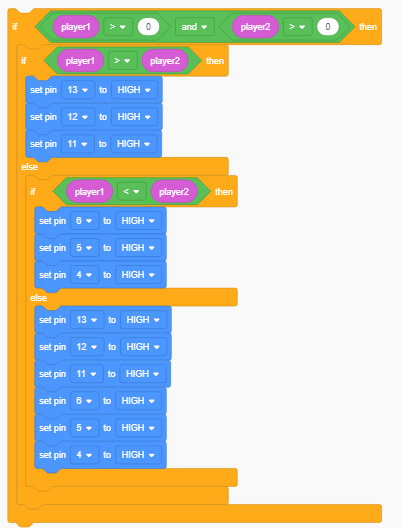 if player1 > 0 and player2 > 0 then
if player1 > player2 then
set pin 13 to HIGH
set pin 12 to HIGH
set pin 11 to HIGH
else
if player1 < player2 then
set pin 6 to HIGH
set pin 5 to HIGH
set pin 4 to HIGH
else
set pin 13 to HIGH
set pin 12 to HIGH
set pin 11 to HIGH
set pin 6 to HIGH
set pin 5 to HIGH
set pin 4 to HIGH